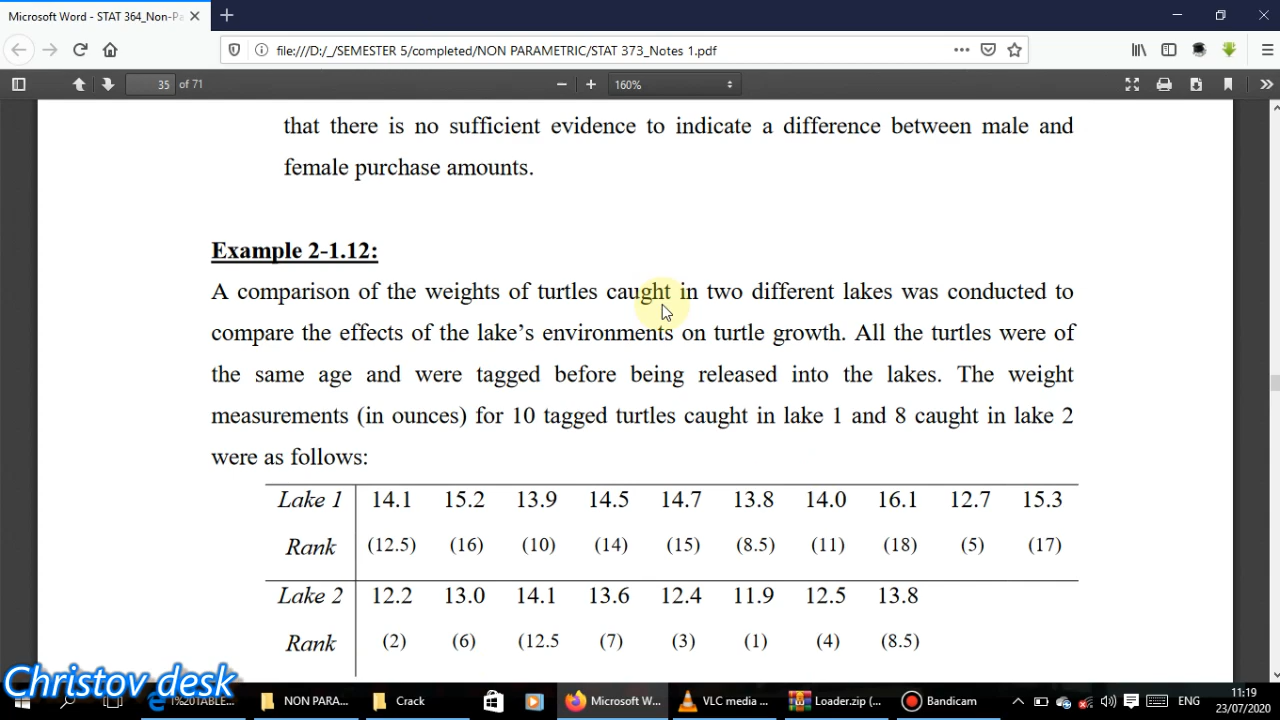 Microsoft Word - STAT 364_Non-Pa
file:///D:/_/SEMESTER 5/completed/NON PARAMETRIC/STAT 373_Notes 1.pdf
35 of 71
160%
that there is no sufficient evidence to indicate a difference between male and
female purchase amounts.
Example 2-1.12:
A comparison of the weights of turtles caught in two different lakes was conducted to
compare the effects of the lake’s environments on turtle growth. All the turtles were of
the same age and were tagged before being released into the lakes. The weight
measurements (in ounces) for 10 tagged turtles caught in lake 1 and 8 caught in lake 2
were as follows:
Lake 1 14.1 15.2 13.9 14.5 14.7 13.8 14.0 16.1 12.7 15.3
Rank (12.5) (16) (10) (14) (15) (8.5) (11) (18) (5) (17)
Lake 2 12.2 13.0 14.1 13.6 12.4 11.9 12.5 13.8
Rank (2) (6) (12.5 (7) (3) (1) (4) (8.5)
Christov desk
1%20TABLE...
NON PARA...
Crack
Microsoft W...
VLC media ...
Loader.zip (...
Bandicam
ENG
11:19
23/07/2020